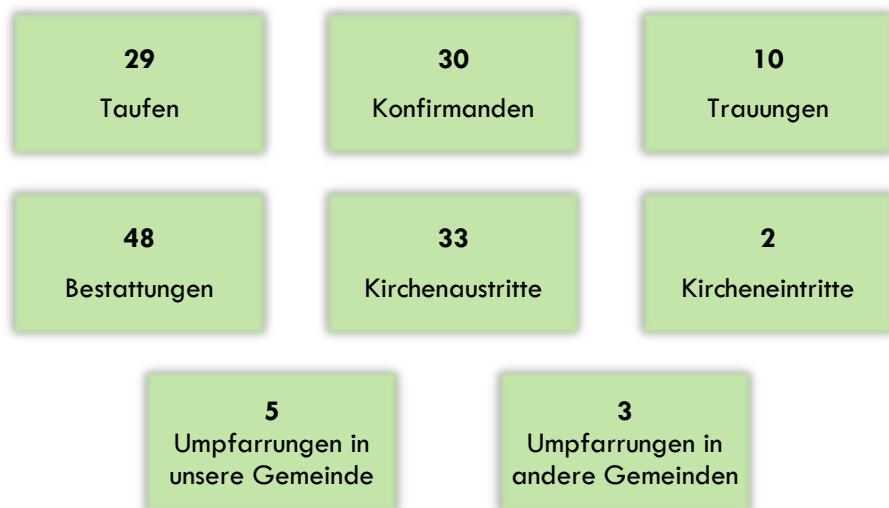 29
Taufen
30
Konfirmanden
10
Trauungen
48
Bestattungen
33
Kirchenaustritte
2
Kircheneintritte
5
Umpfarrungen in
unsere Gemeinde
3
Umpfarrungen in
andere Gemeinden